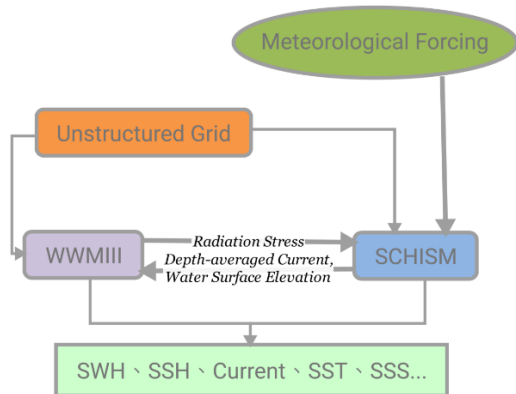 Meteorological Forcing
Unstructured Grid
WWMIII
Radiation Stress
Depth-averaged Current,
Water Surface Elevation
SCHISM
SWH、SSH、Current、SST、SSS...